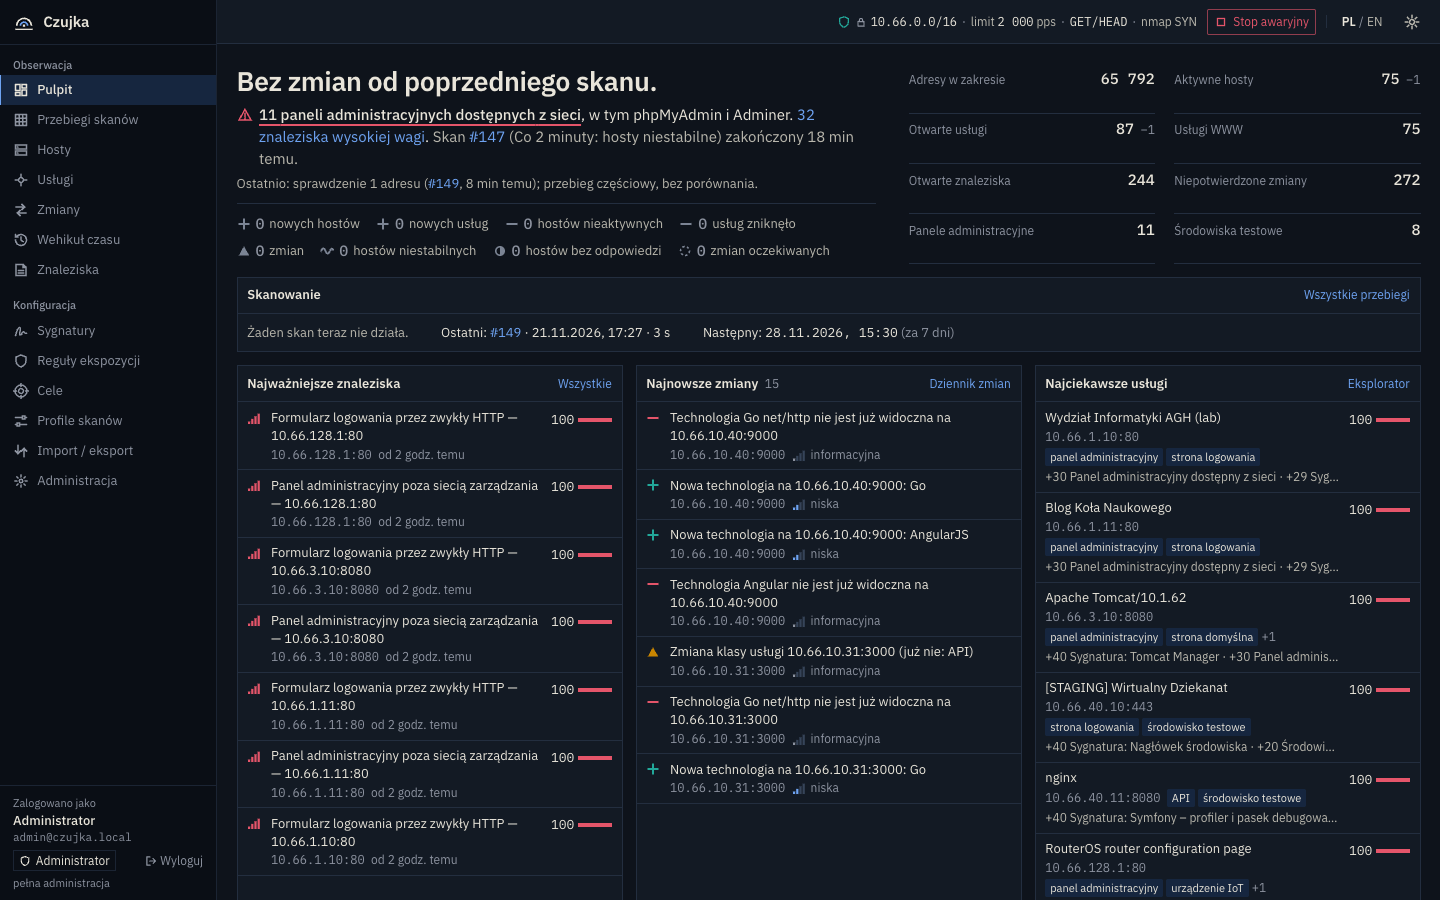 Czujka
10.66.0.0/16 · limit 2 000 pps · GET/HEAD · nmap SYN
Stop awaryjny
PL / EN
Obserwacja
Pulpit
Przebiegi skanów
Hosty
Usługi
Zmiany
Wehikuł czasu
Znaleziska
Konfiguracja
Sygnatury
Reguły ekspozycji
Cele
Profile skanów
Import / eksport
Administracja
Zalogowano jako
Administrator
admin@czujka.local
Administrator
Wyloguj
pełna administracja
Bez zmian od poprzedniego skanu.
11 paneli administracyjnych dostępnych z sieci, w tym phpMyAdmin i Adminer. 32
znaleziska wysokiej wagi. Skan #147 (Co 2 minuty: hosty niestabilne) zakończony 18 min
temu.
Ostatnio: sprawdzenie 1 adresu (#149, 8 min temu); przebieg częściowy, bez porównania.
0 nowych hostów
0 nowych usług
0 hostów nieaktywnych
0 usług zniknęło
0 zmian
0 hostów niestabilnych
0 hostów bez odpowiedzi
0 zmian oczekiwanych
Adresy w zakresie 65 792
Aktywne hosty 75 −1
Otwarte usługi 87 −1
Usługi WWW 75
Otwarte znaleziska 244
Niepotwierdzone zmiany 272
Panele administracyjne 11
Środowiska testowe 8
Skanowanie
Wszystkie przebiegi
Żaden skan teraz nie działa.
Ostatni: #149 · 21.11.2026, 17:27 · 3 s
Następny: 28.11.2026, 15:30 (za 7 dni)
Najważniejsze znaleziska
Wszystkie
Formularz logowania przez zwykły HTTP —
10.66.128.1:80
100
10.66.128.1:80 od 2 godz. temu
Panel administracyjny poza siecią zarządzania
— 10.66.128.1:80
100
10.66.128.1:80 od 2 godz. temu
Formularz logowania przez zwykły HTTP —
10.66.3.10:8080
100
10.66.3.10:8080 od 2 godz. temu
Panel administracyjny poza siecią zarządzania
— 10.66.3.10:8080
100
10.66.3.10:8080 od 2 godz. temu
Formularz logowania przez zwykły HTTP —
10.66.1.11:80
100
10.66.1.11:80 od 2 godz. temu
Panel administracyjny poza siecią zarządzania
— 10.66.1.11:80
100
10.66.1.11:80 od 2 godz. temu
Formularz logowania przez zwykły HTTP —
10.66.1.10:80
100
10.66.1.10:80 od 2 godz. temu
Najnowsze zmiany 15
Dziennik zmian
Technologia Go net/http nie jest już widoczna na
10.66.10.40:9000
10.66.10.40:9000 informacyjna
Nowa technologia na 10.66.10.40:9000: Go
10.66.10.40:9000 niska
Nowa technologia na 10.66.10.40:9000: AngularJS
10.66.10.40:9000 niska
Technologia Angular nie jest już widoczna na
10.66.10.40:9000
10.66.10.40:9000 informacyjna
Zmiana klasy usługi 10.66.10.31:3000 (już nie: API)
10.66.10.31:3000 informacyjna
Technologia Go net/http nie jest już widoczna na
10.66.10.31:3000
10.66.10.31:3000 informacyjna
Nowa technologia na 10.66.10.31:3000: Go
10.66.10.31:3000 niska
Najciekawsze usługi
Eksplorator
Wydział Informatyki AGH (lab)
100
10.66.1.10:80
panel administracyjny strona logowania
+30 Panel administracyjny dostępny z sieci · +29 Syg…
Blog Koła Naukowego
100
10.66.1.11:80
panel administracyjny strona logowania
+30 Panel administracyjny dostępny z sieci · +29 Syg…
Apache Tomcat/10.1.62
100
10.66.3.10:8080
panel administracyjny strona domyślna +1
+40 Sygnatura: Tomcat Manager · +30 Panel adminis…
[STAGING] Wirtualny Dziekanat
100
10.66.40.10:443
strona logowania środowisko testowe
+40 Sygnatura: Nagłówek środowiska · +20 Środowi…
nginx
100
10.66.40.11:8080 API środowisko testowe
+40 Sygnatura: Symfony – profiler i pasek debugowa…
RouterOS router configuration page
100
10.66.128.1:80
panel administracyjny urządzenie IoT +1